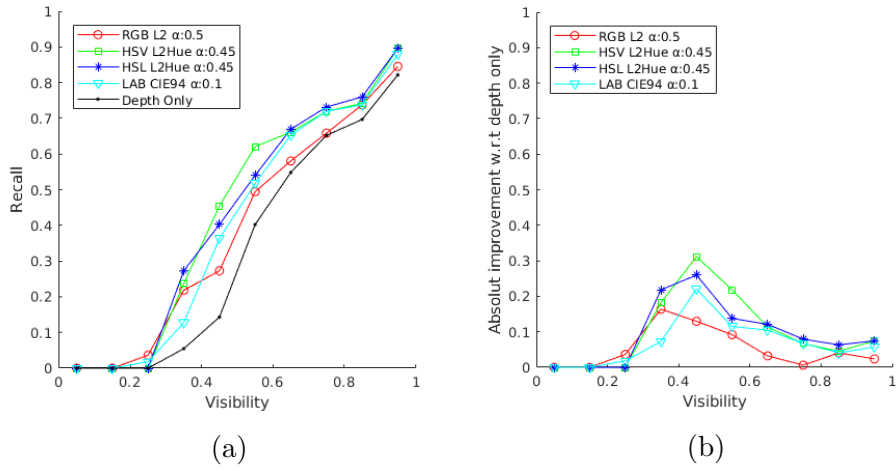 RGB L2 α:0.5
HSV L2Hue α:0.45
HSL L2Hue α:0.45
LAB CIE94 α:0.1
Depth Only
Recall
1
0.9
0.8
0.7
0.6
0.5
0.4
0.3
0.2
0.1
0
0 0.2 0.4 0.6 0.8 1
Visibility
(a)
RGB L2 α:0.5
HSV L2Hue α:0.45
HSL L2Hue α:0.45
LAB CIE94 α:0.1
Absolut improvement w.r.t depth only
1
0.9
0.8
0.7
0.6
0.5
0.4
0.3
0.2
0.1
0
0 0.2 0.4 0.6 0.8 1
Visibility
(b)